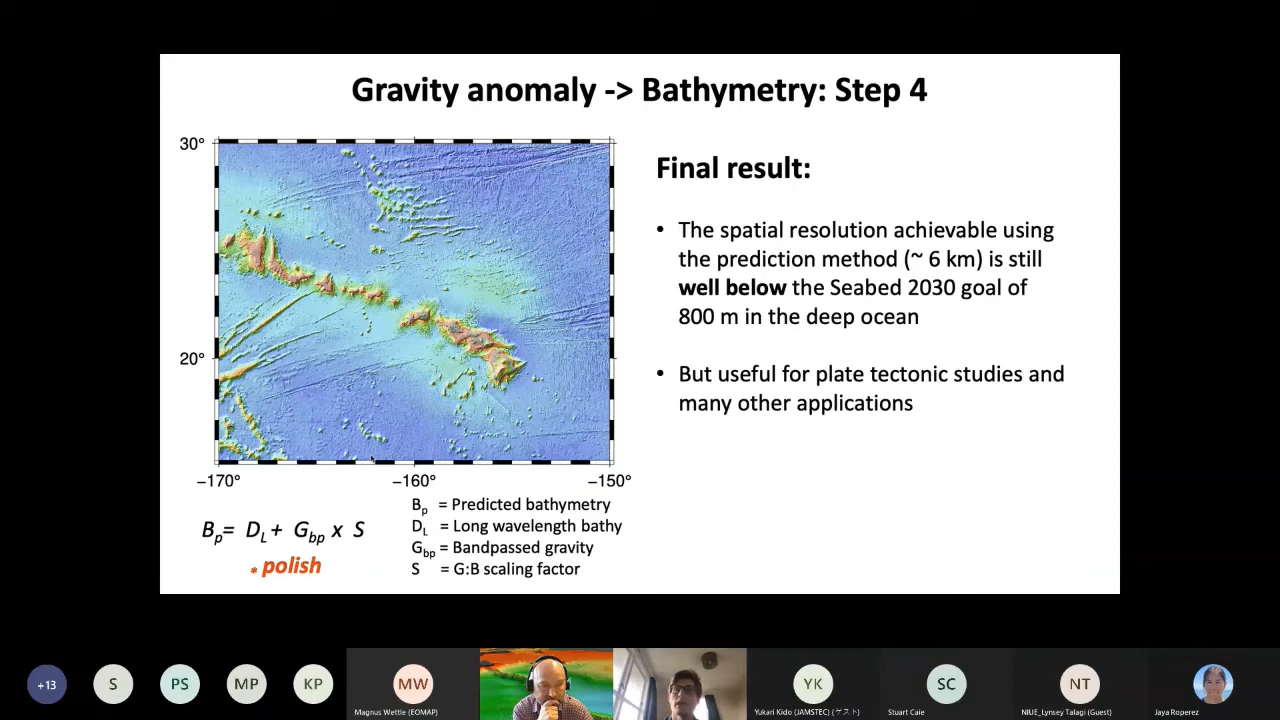 Gravity anomaly -> Bathymetry: Step 4
30°
20°
−170°
−160°
−150°
Final result:
• The spatial resolution achievable using
the prediction method (~ 6 km) is still
well below the Seabed 2030 goal of
800 m in the deep ocean
• But useful for plate tectonic studies and
many other applications
Bp= DL+ Gbp x S
* polish
Bp = Predicted bathymetry
DL = Long wavelength bathy
Gbp = Bandpassed gravity
S = G:B scaling factor
+13
S
PS
MP
KP
MW
Magnus Wettle (EOMAP)
YK
Yukari Kido (JAMSTEC) (ゲスト)
SC
Stuart Caie
NT
NIUE_Lynsey Talagi (Guest)
Jaya Roperez